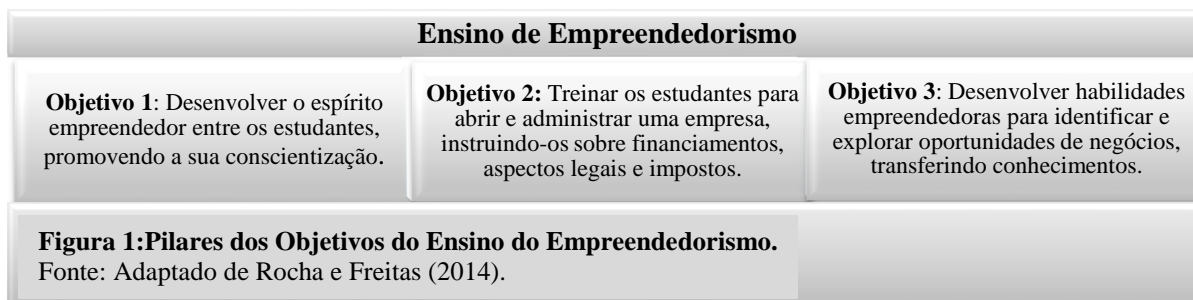 Ensino de Empreendedorismo
Objetivo 1: Desenvolver o espírito
empreendedor entre os estudantes,
promovendo a sua conscientização.
Objetivo 2: Treinar os estudantes para
abrir e administrar uma empresa,
instruindo-os sobre financiamentos,
aspectos legais e impostos.
Objetivo 3: Desenvolver habilidades
empreendedoras para identificar e
explorar oportunidades de negócios,
transferindo conhecimentos.
Figura 1:Pilares dos Objetivos do Ensino do Empreendedorismo.
Fonte: Adaptado de Rocha e Freitas (2014).